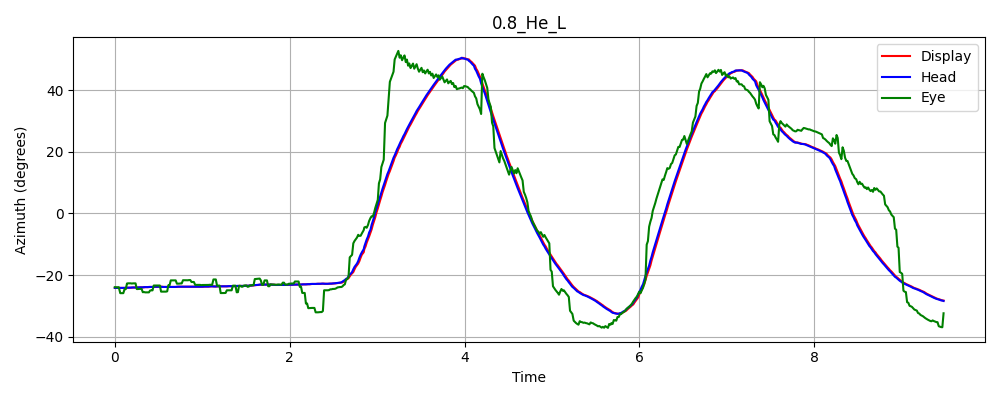 0.8_He_L
Display
Head
Eye
Azimuth (degrees)
40
20
0
−20
−40
0 2 4 6 8
Time